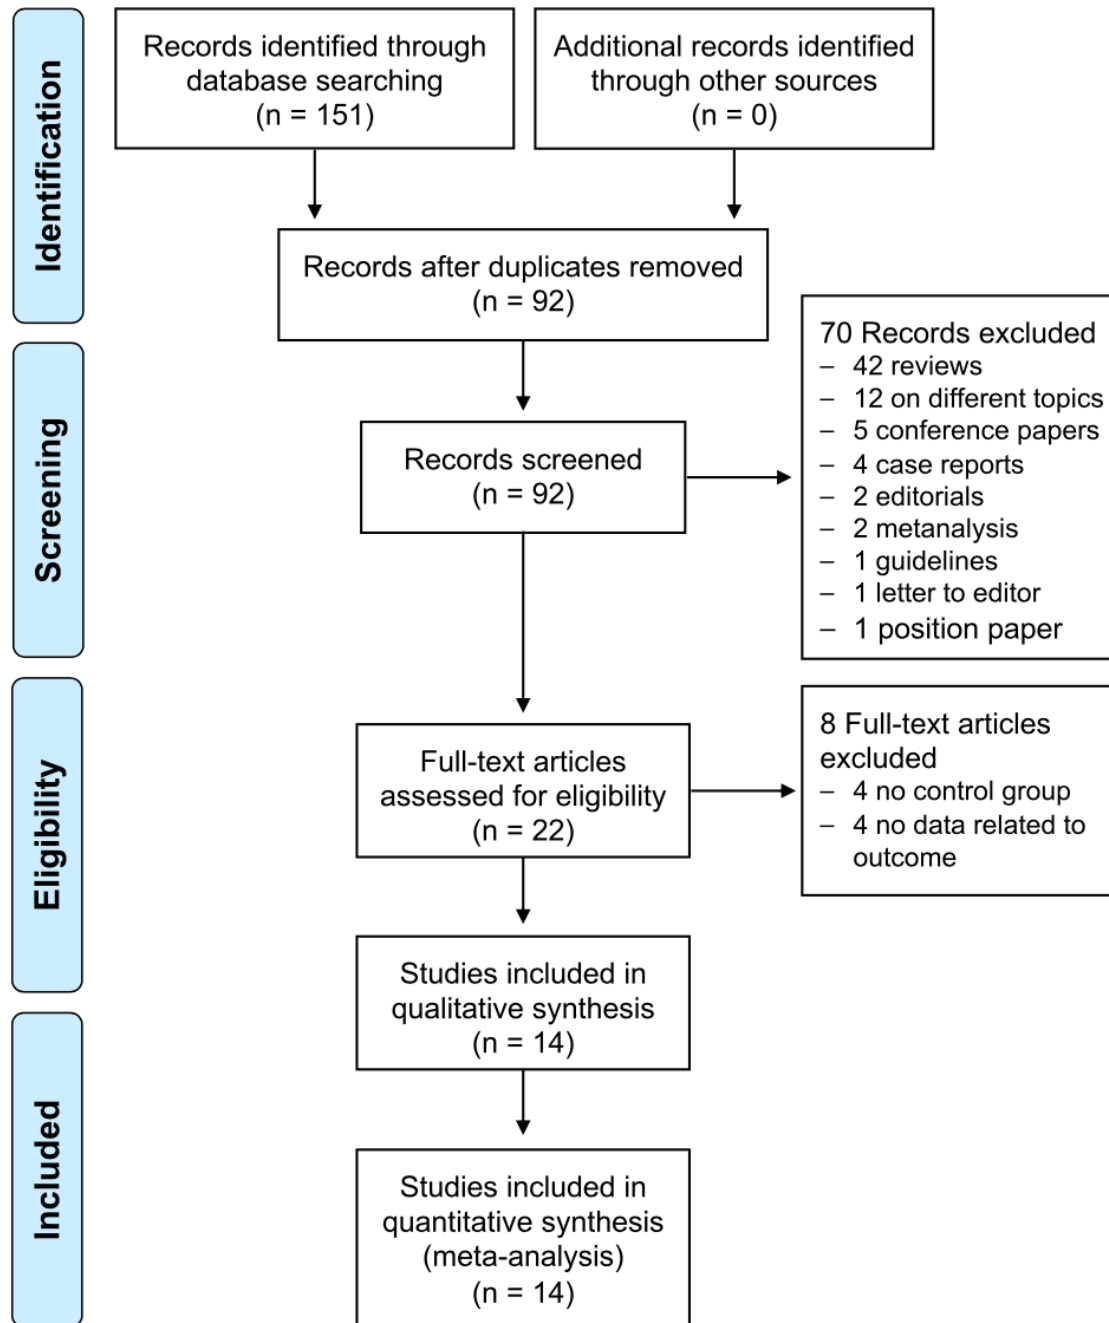 Identification
Records identified through
database searching
(n = 151)
Additional records identified
through other sources
(n = 0)
Records after duplicates removed
(n = 92)
Screening
Records screened
(n = 92)
70 Records excluded
– 42 reviews
– 12 on different topics
– 5 conference papers
– 4 case reports
– 2 editorials
– 2 metanalysis
– 1 guidelines
– 1 letter to editor
– 1 position paper
Eligibility
Full-text articles
assessed for eligibility
(n = 22)
8 Full-text articles
excluded
– 4 no control group
– 4 no data related to
outcome
Studies included in
qualitative synthesis
(n = 14)
Included
Studies included in
quantitative synthesis
(meta-analysis)
(n = 14)